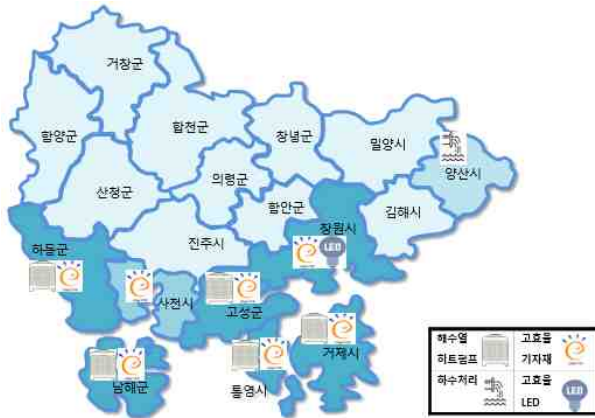 거창군
함양군
합천군
창녕군
밀양시
양산시
산청군
의령군
함안군
창원시
김해시
하동군
진주시
LED
사천시
고성군
거제시
남해군
통영시
해수열 고효율
히트펌프 기자재
하수처리 고효율
LED LED